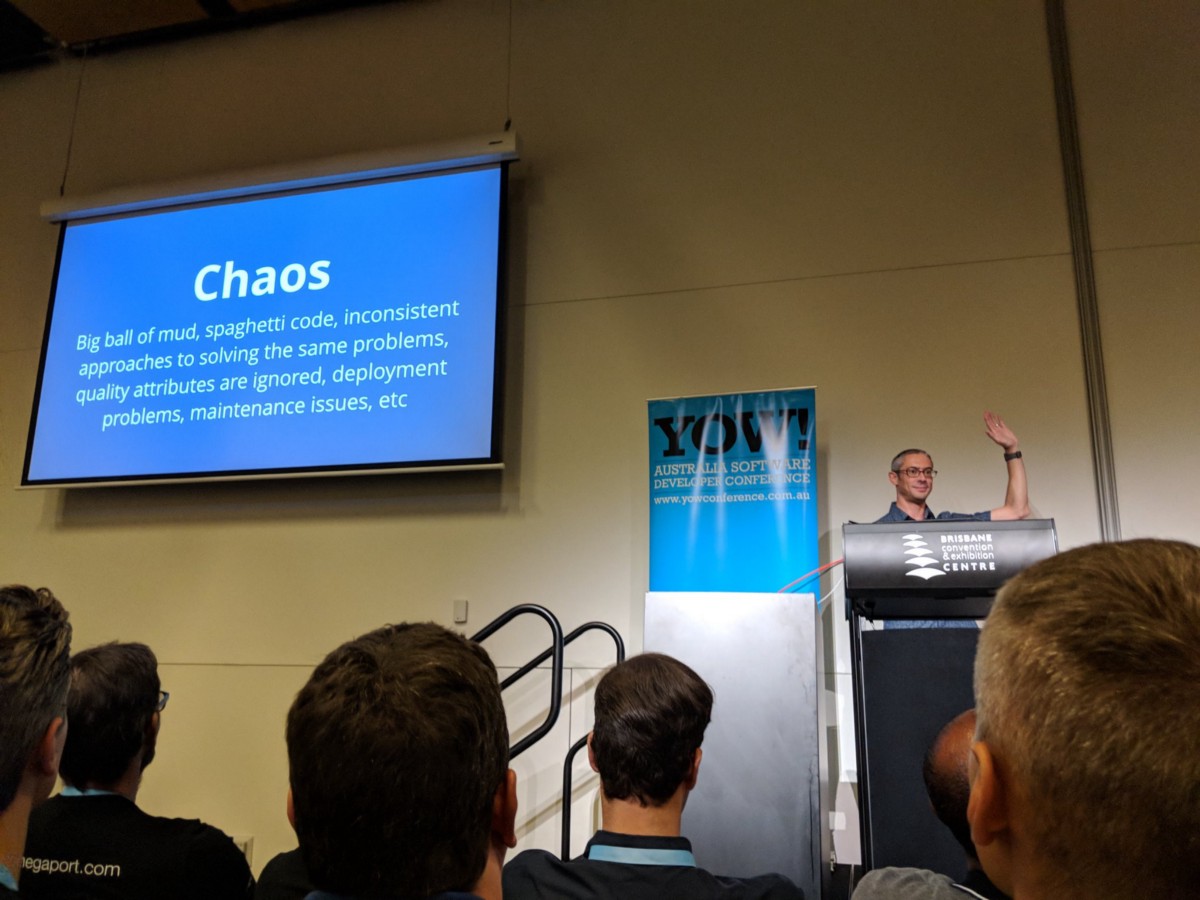 Chaos
Big ball of mud, spaghetti code, inconsistent
approaches to solving the same problems,
quality attributes are ignored, deployment
problems, maintenance issues, etc
YOW!
AUSTRALIA SOFTWARE
DEVELOPER CONFERENCE
www.yowconference.com.au
BRISBANE
convention
& exhibition
CENTRE
negaport.com